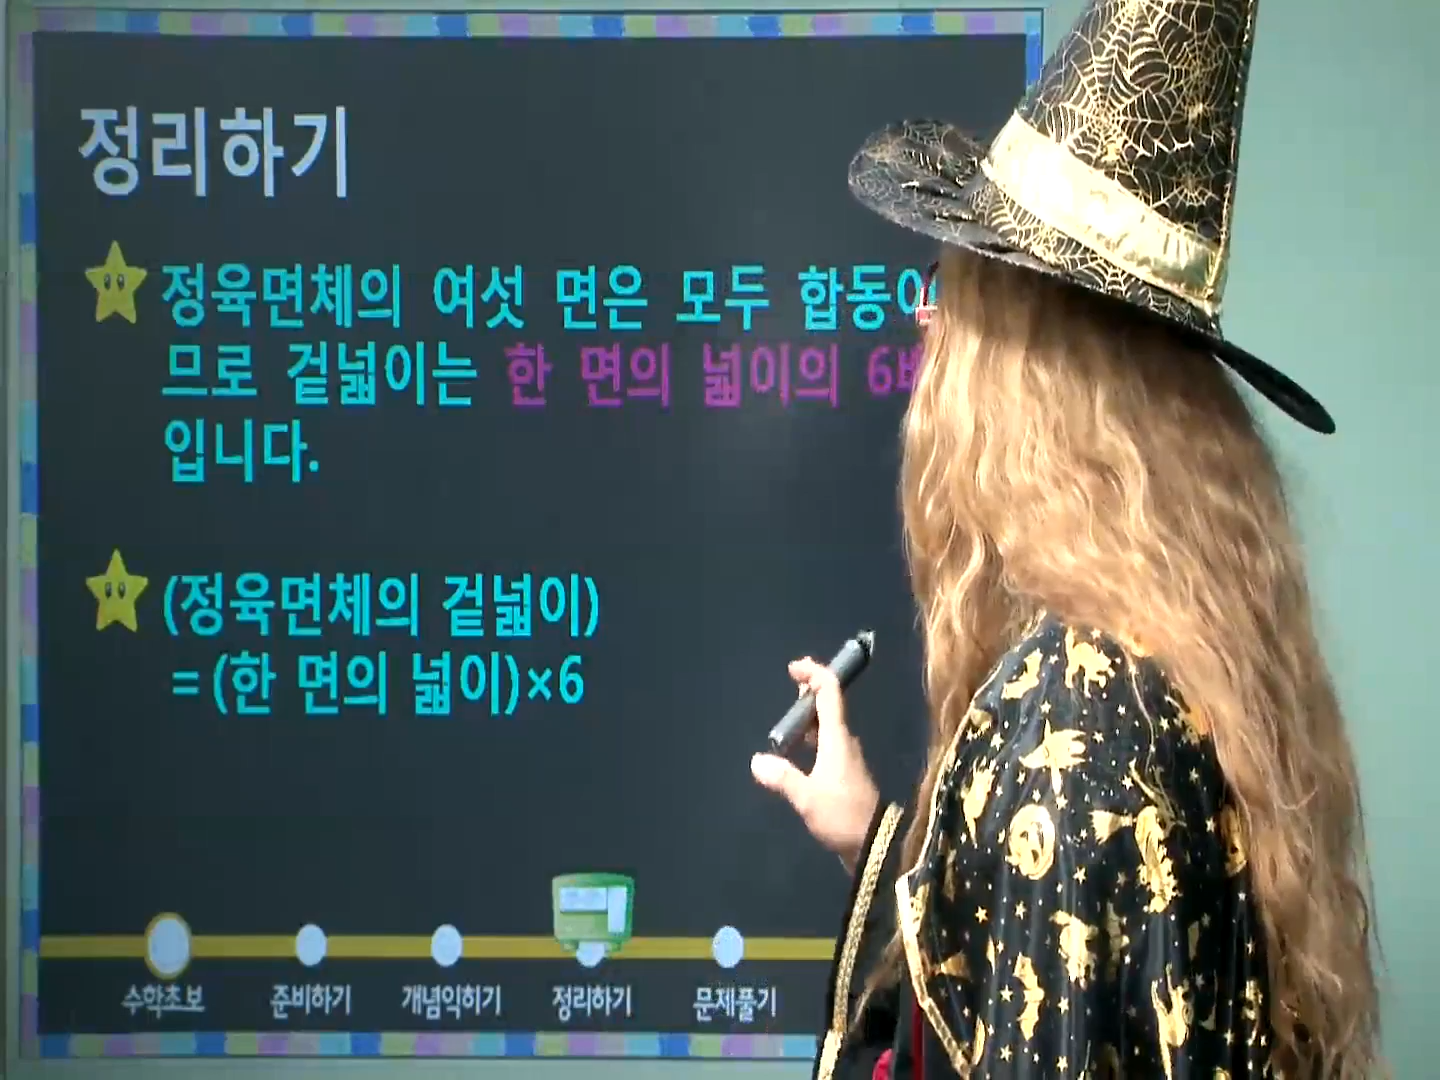 정리하기
정육면체의 여섯 면은 모두 합동이
므로 겉넓이는 한 면의 넓이의 6배
입니다.
(정육면체의 겉넓이)
=(한 면의 넓이)×6
수학초보 준비하기 개념익히기 정리하기 문제풀기